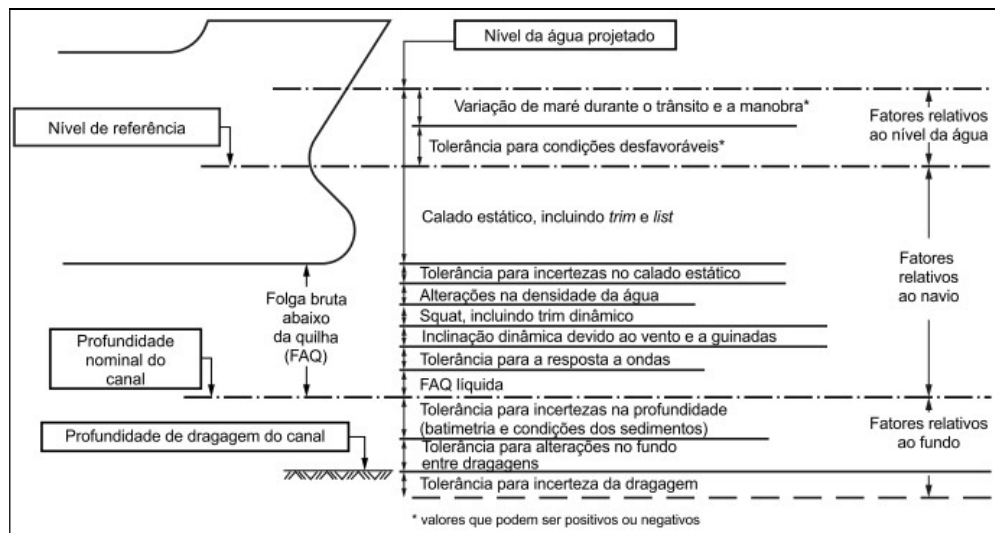 Nível da água projetado
Variação de maré durante o trânsito e a manobra*
Fatores relativos
ao nível da água
Nível de referência
Tolerância para condições desfavoráveis*
Calado estático, incluindo trim e list
Fatores
relativos
ao navio
Tolerância para incertezas no calado estático
Folga bruta
abaixo
da quilha
(FAQ)
Alterações na densidade da água
Squat, incluindo trim dinâmico
Inclinação dinâmica devido ao vento e a guinadas
Profundidade
nominal do
canal
Tolerância para a resposta a ondas
FAQ líquida
Tolerância para incertezas na profundidade
(batimetria e condições dos sedimentos)
Fatores relativos
ao fundo
Profundidade de dragagem do canal
Tolerância para alterações no fundo
entre dragagens
Tolerância para incerteza da dragagem
* valores que podem ser positivos ou negativos